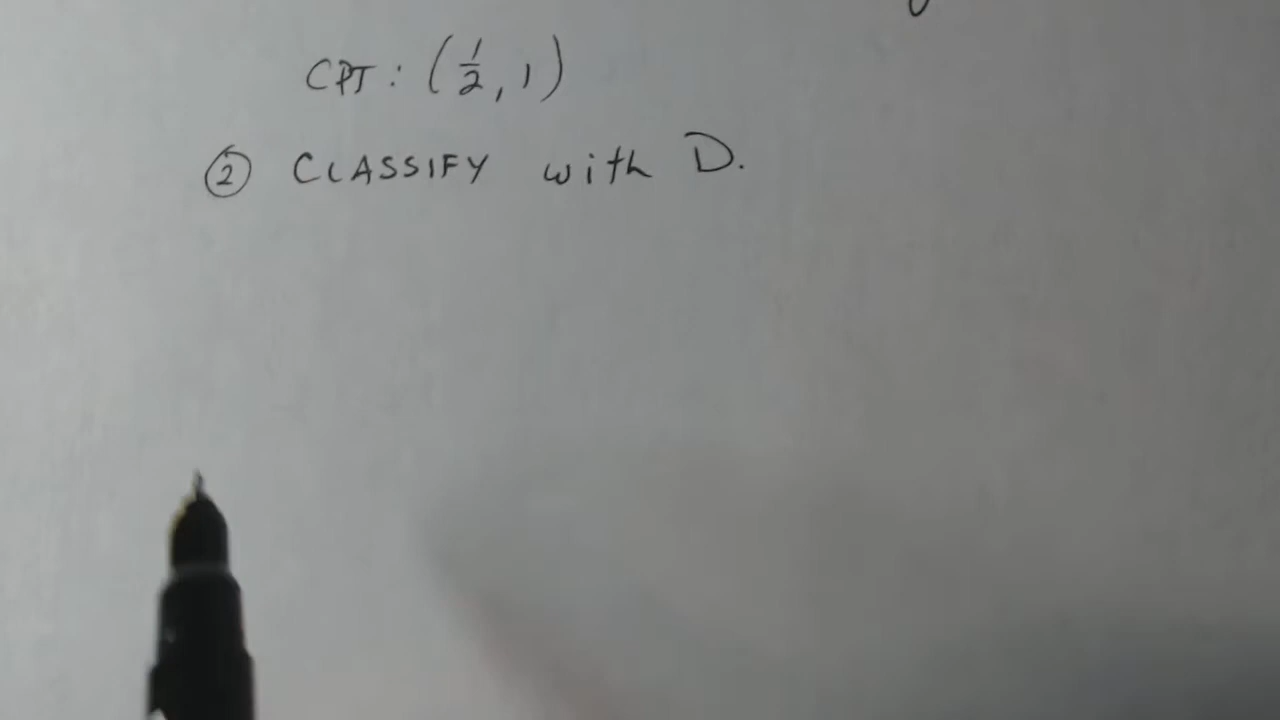 CPT: (1/2, 1)
② CLASSIFY with D.